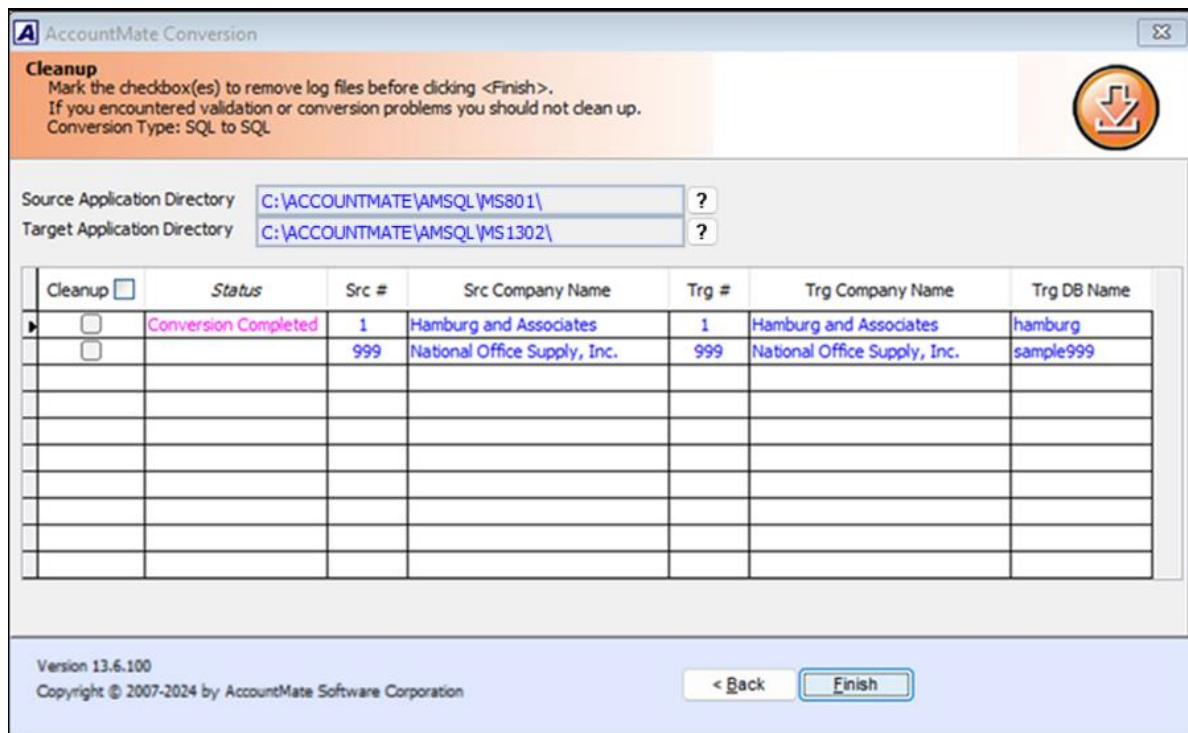 AccountMate Conversion
Cleanup
Mark the checkbox(es) to remove log files before clicking <Finish>.
If you encountered validation or conversion problems you should not clean up.
Conversion Type: SQL to SQL
Source Application Directory C:\ACCOUNTMATE\AMSQL\MS801\ ?
Target Application Directory C:\ACCOUNTMATE\AMSQL\MS1302\ ?
Cleanup Status Src # Src Company Name Trg # Trg Company Name Trg DB Name
Conversion Completed 1 Hamburg and Associates 1 Hamburg and Associates hamburg
999 National Office Supply, Inc. 999 National Office Supply, Inc. sample999
Version 13.6.100
Copyright © 2007-2024 by AccountMate Software Corporation
< Back Finish